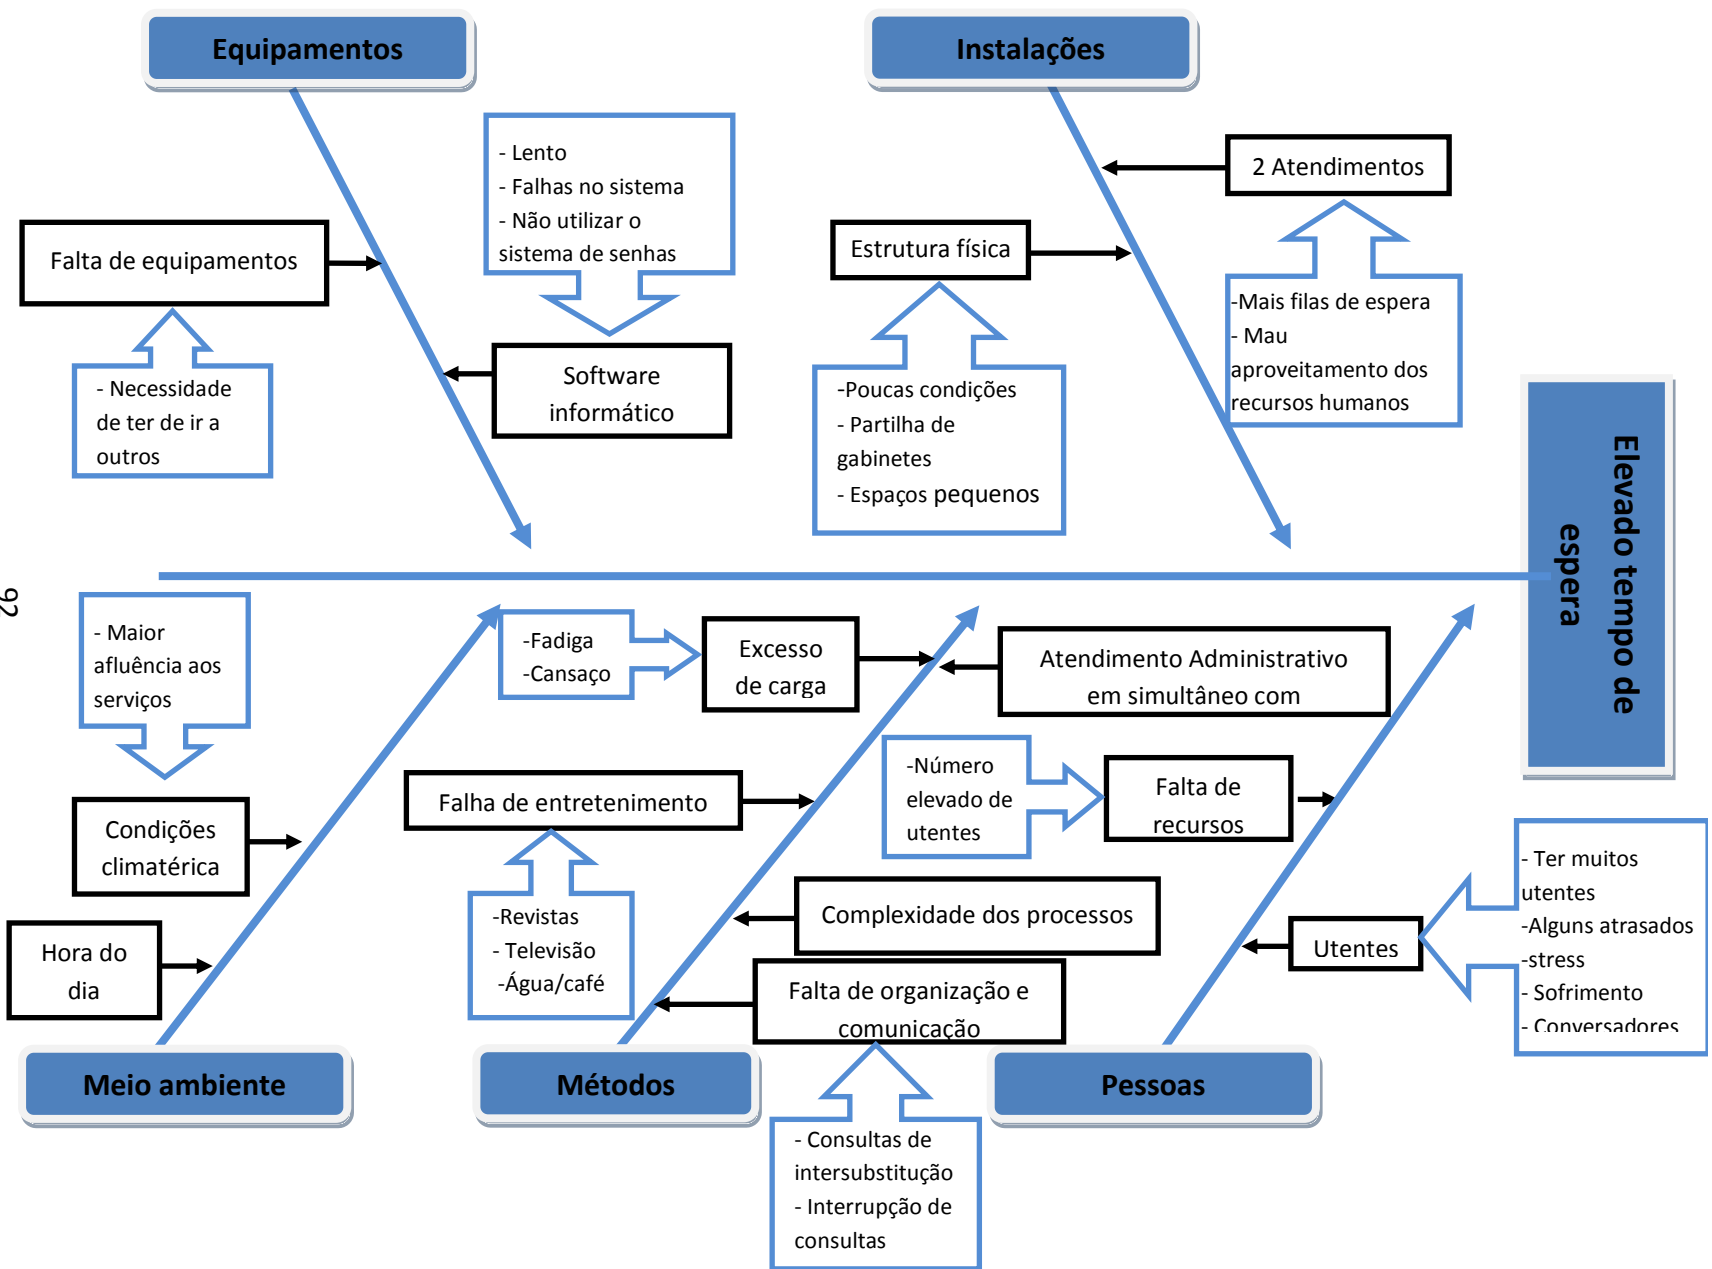 Equipamentos
Instalações
- Lento
- Falhas no sistema
- Não utilizar o
sistema de senhas
2 Atendimentos
Falta de equipamentos
Estrutura física
-Mais filas de espera
- Mau
aproveitamento dos
recursos humanos
- Necessidade
de ter de ir a
outros
Software
informático
-Poucas condições
- Partilha de
gabinetes
- Espaços pequenos
Elevado tempo de
espera
92
- Maior
afluência aos
serviços
-Fadiga
-Cansaço
Excesso
de carga
Atendimento Administrativo
em simultâneo com
Falha de entretenimento
-Número
elevado de
utentes
Falta de
recursos
Condições
climatérica
- Ter muitos
utentes
-Alguns atrasados
-stress
- Sofrimento
- Conversadores
-Revistas
- Televisão
-Água/café
Complexidade dos processos
Utentes
Hora do
dia
Falta de organização e
comunicação
Meio ambiente
Métodos
Pessoas
- Consultas de
intersubstitução
- Interrupção de
consultas